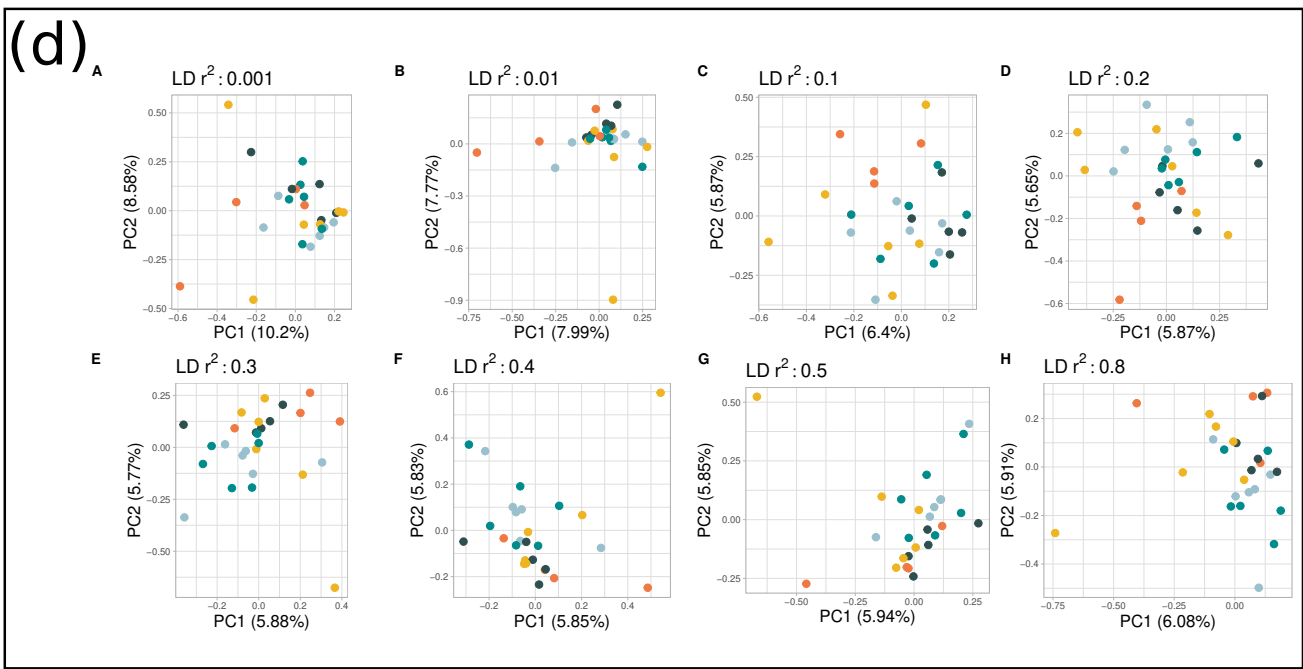 (d)
A
LD r²: 0.001
PC2 (8.58%)
0.50
0.25
0.00
−0.25
−0.50
−0.6
−0.4
−0.2
0.0
0.2
PC1 (10.2%)
B
LD r²: 0.01
PC2 (7.77%)
0.0
−0.3
−0.6
−0.9
−0.75
−0.50
−0.25
0.00
0.25
PC1 (7.99%)
C
LD r²: 0.1
PC2 (5.87%)
0.50
0.25
0.00
−0.25
−0.6
−0.4
−0.2
0.0
0.2
PC1 (6.4%)
D
LD r²: 0.2
PC2 (5.65%)
0.2
0.0
−0.2
−0.4
−0.6
−0.25
0.00
0.25
PC1 (5.87%)
E
LD r²: 0.3
PC2 (5.77%)
0.25
0.00
−0.25
−0.50
−0.2
0.0
0.2
0.4
PC1 (5.88%)
F
LD r²: 0.4
PC2 (5.83%)
0.6
0.4
0.2
0.0
−0.2
−0.2
0.0
0.2
0.4
PC1 (5.85%)
G
LD r²: 0.5
PC2 (5.85%)
0.50
0.25
0.00
−0.25
−0.50
−0.25
0.00
0.25
PC1 (5.94%)
H
LD r²: 0.8
PC2 (5.91%)
0.2
0.0
−0.2
−0.4
−0.75
−0.50
−0.25
0.00
PC1 (6.08%)